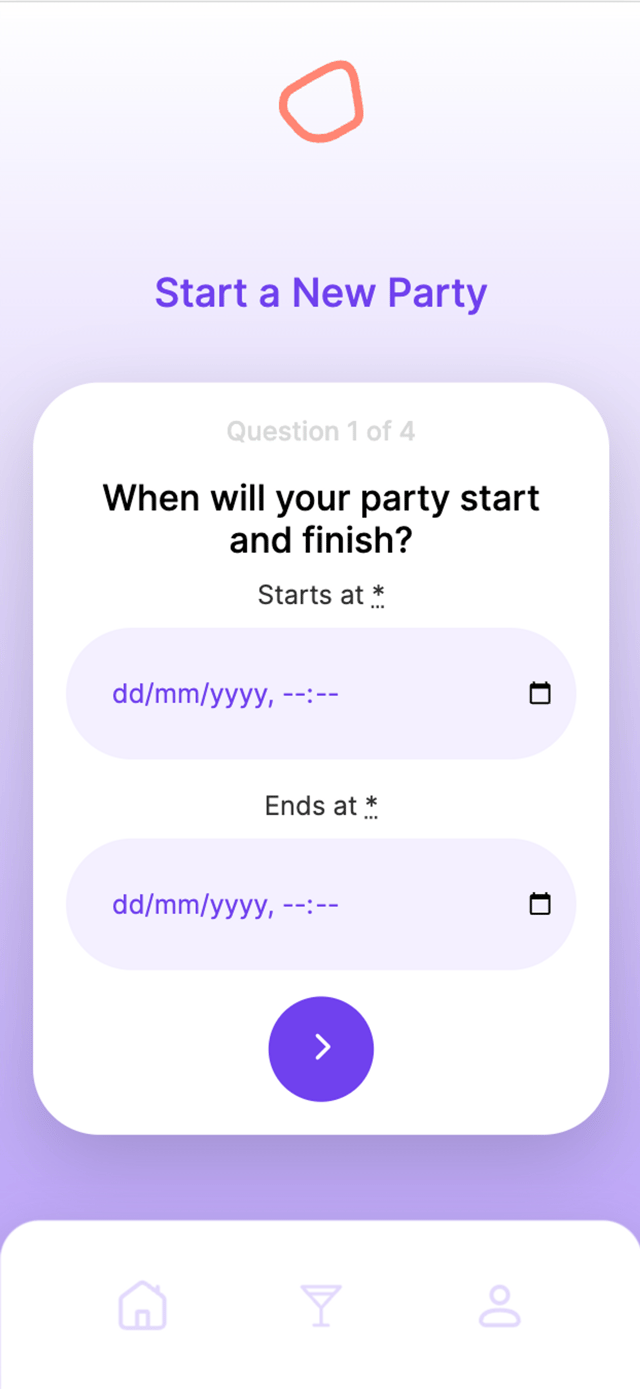 Start a New Party
Question 1 of 4
When will your party start
and finish?
Starts at *
dd/mm/yyyy, --:--
Ends at *
dd/mm/yyyy, --:--